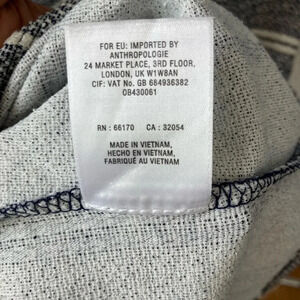 FOR EU: IMPORTED BY
ANTHROPOLOGIE
24 MARKET PLACE, 3RD FLOOR,
LONDON, UK W1W8AN
CIF: VAT No. GB 684936382
OB430061
RN : 66170 CA : 32054
MADE IN VIETNAM,
HECHO EN VIETNAM,
FABRIQUÉ AU VIETNAM